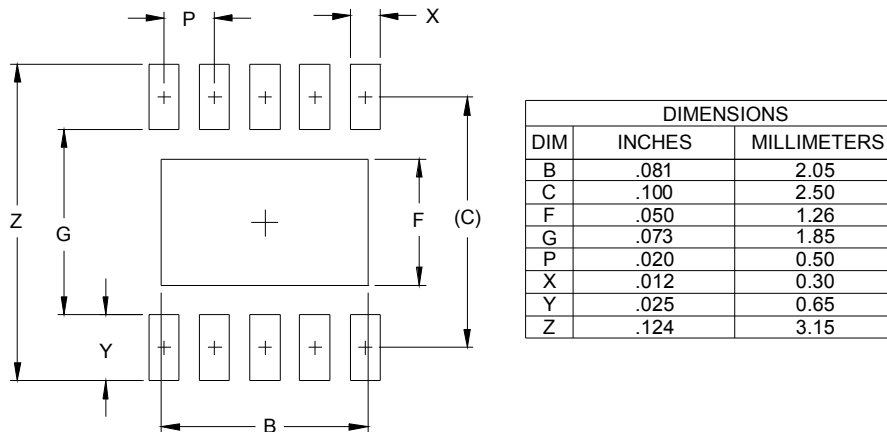 P
X
Z
G
F
(C)
Y
B
DIMENSIONS
DIM INCHES MILLIMETERS
B .081 2.05
C .100 2.50
F .050 1.26
G .073 1.85
P .020 0.50
X .012 0.30
Y .025 0.65
Z .124 3.15